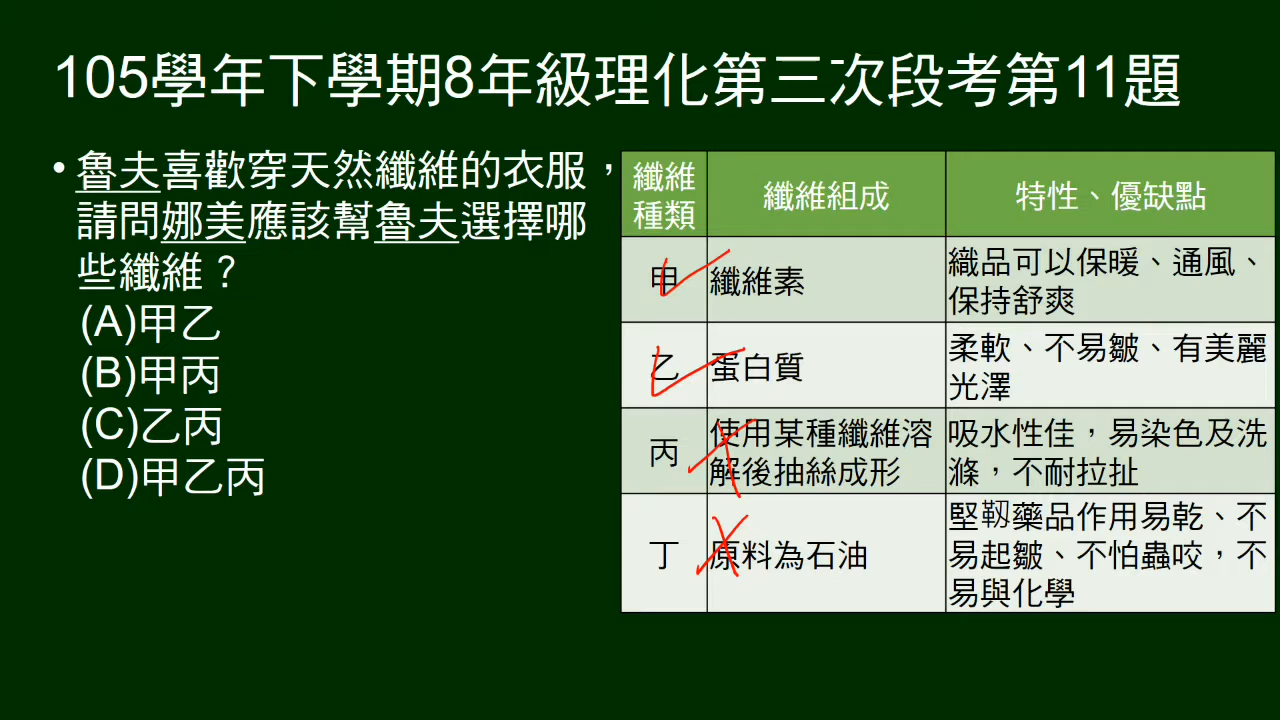 105學年下學期8年級理化第三次段考第11題
• 魯夫喜歡穿天然纖維的衣服，
請問娜美應該幫魯夫選擇哪
些纖維？
(A)甲乙
(B)甲丙
(C)乙丙
(D)甲乙丙
纖維
種類
纖維組成
特性、優缺點
甲
纖維素
織品可以保暖、通風、
保持舒爽
乙
蛋白質
柔軟、不易皺、有美麗
光澤
丙
使用某種纖維溶
解後抽絲成形
吸水性佳，易染色及洗
滌，不耐拉扯
丁
原料為石油
堅韌藥品作用易乾、不
易起皺、不怕蟲咬，不
易與化學